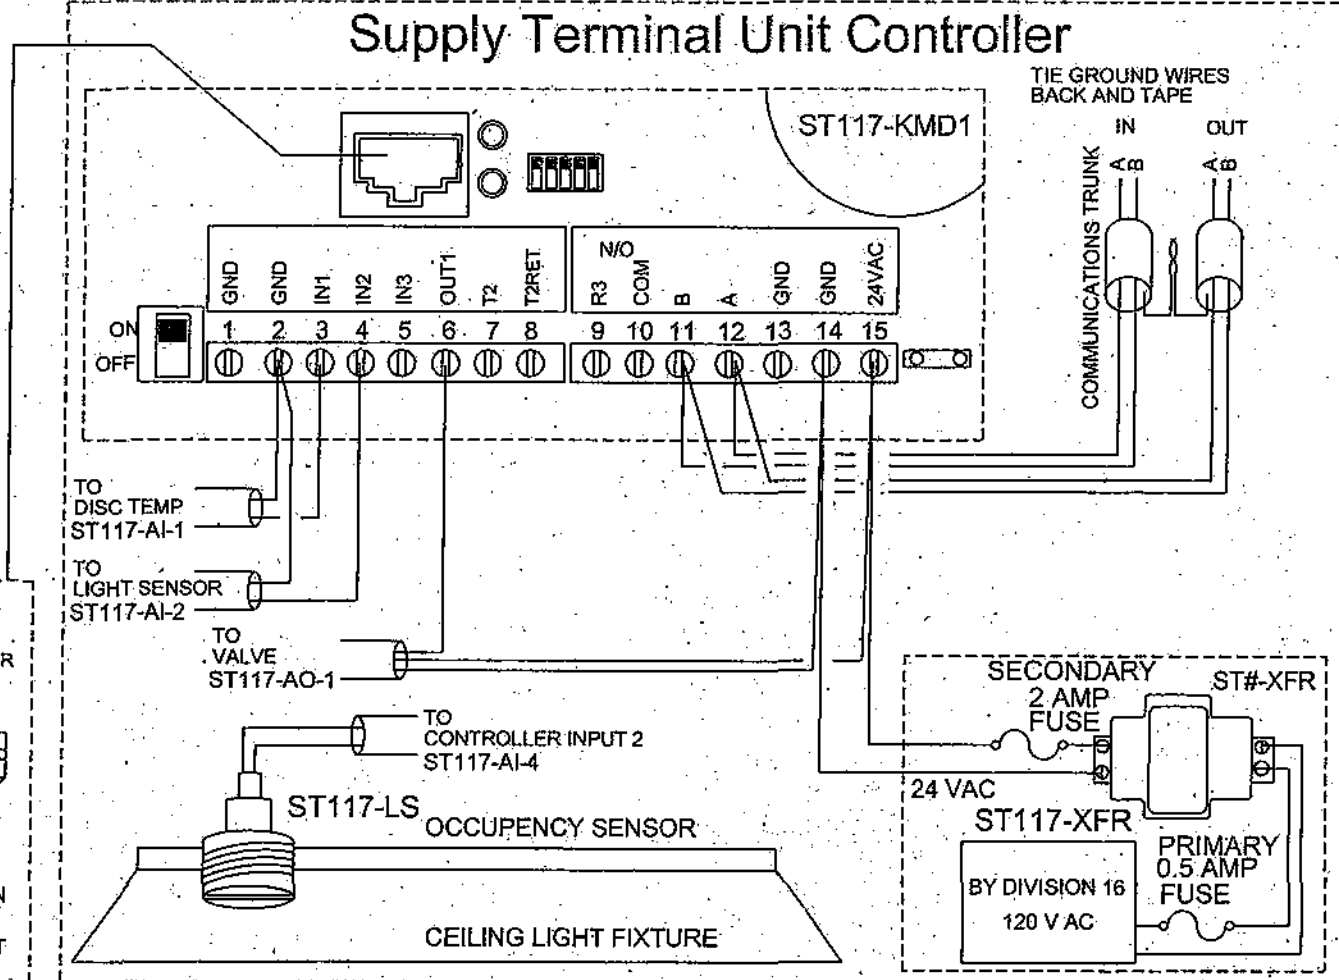 Supply Terminal Unit Controller
TIE GROUND WIRES
BACK AND TAPE
IN OUT
A B A B
COMMUNICATIONS TRUNK
ST117-KMD1
N/O
GND GND IN1 IN2 IN3 OUT1 T2 T2RET R3 COM B A GND GND 24VAC
ON
1 2 3 4 5 6 7 8 9 10 11 12 13 14 15
OFF
TO
DISC TEMP
ST117-AI-1
TO
LIGHT SENSOR
ST117-AI-2
TO
VALVE
ST117-AO-1
TO
CONTROLLER INPUT 2
ST117-AI-4
ST117-LS
OCCUPENCY SENSOR
CEILING LIGHT FIXTURE
SECONDARY
2 AMP
FUSE
ST#-XFR
24 VAC
ST117-XFR
PRIMARY
0.5 AMP
FUSE
BY DIVISION 16
120 V AC
R
N
T